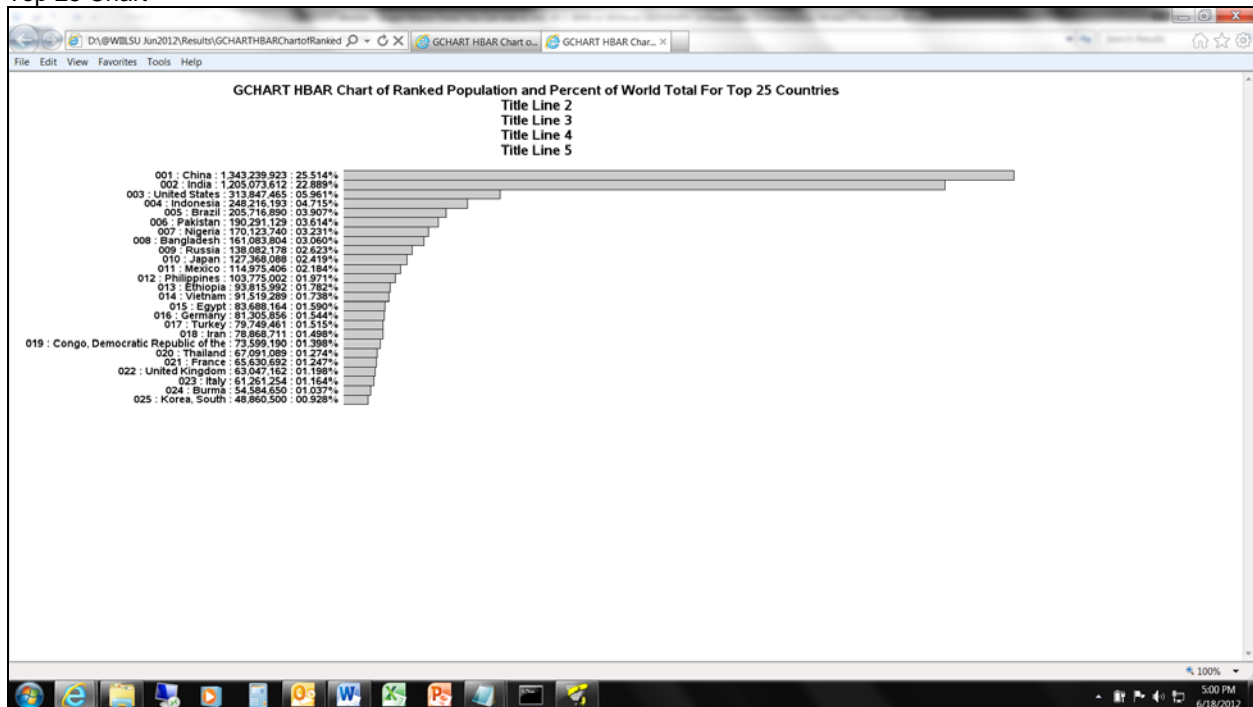 Top 25 Chart
D:\@WIILSU Jun2012\Results\GCHARTHBARChartofRanked
GCHART HBAR Chart o...
GCHART HBAR Char...
File Edit View Favorites Tools Help
GCHART HBAR Chart of Ranked Population and Percent of World Total For Top 25 Countries
Title Line 2
Title Line 3
Title Line 4
Title Line 5
001 : China : 1,343,239,923 : 25.514%
002 : India : 1,205,073,612 : 22.889%
003 : United States : 313,847,465 : 05.961%
004 : Indonesia : 248,216,193 : 04.715%
005 : Brazil : 205,716,890 : 03.907%
006 : Pakistan : 190,291,129 : 03.614%
007 : Nigeria : 170,123,740 : 03.231%
008 : Bangladesh : 161,083,804 : 03.060%
009 : Russia : 138,082,178 : 02.623%
010 : Japan : 127,368,088 : 02.419%
011 : Mexico : 114,975,406 : 02.184%
012 : Philippines : 103,775,002 : 01.971%
013 : Ethiopia : 93,815,992 : 01.782%
014 : Vietnam : 91,519,289 : 01.738%
015 : Egypt : 83,688,164 : 01.590%
016 : Germany : 81,305,856 : 01.544%
017 : Turkey : 79,749,461 : 01.515%
018 : Iran : 78,868,711 : 01.498%
019 : Congo, Democratic Republic of the : 73,599,190 : 01.398%
020 : Thailand : 67,091,089 : 01.274%
021 : France : 65,630,692 : 01.247%
022 : United Kingdom : 63,047,162 : 01.198%
023 : Italy : 61,261,254 : 01.164%
024 : Burma : 54,584,650 : 01.037%
025 : Korea, South : 48,860,500 : 00.928%
100%
5:00 PM
6/18/2012